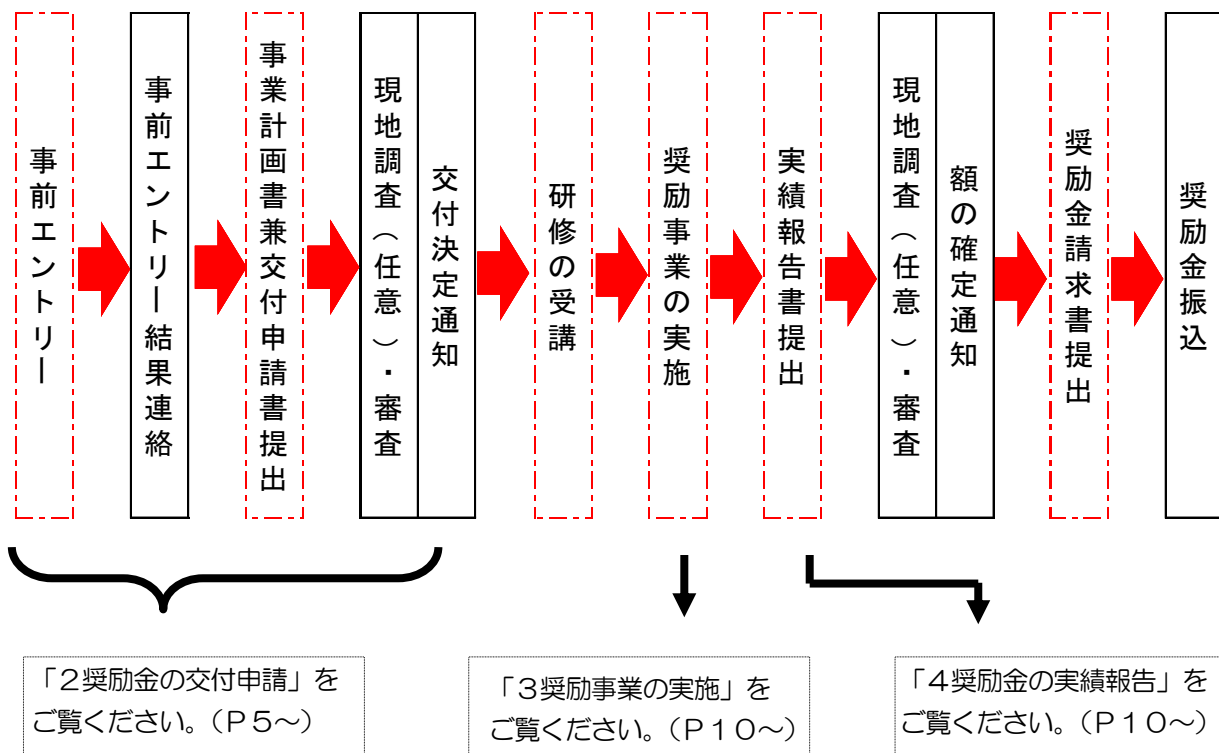 事前エントリー
事前エントリー結果連絡
事業計画書兼交付申請書提出
現地調査（任意）・審査
交付決定通知
研修の受講
奨励事業の実施
実績報告書提出
現地調査（任意）・審査
額の確定通知
奨励金請求書提出
奨励金振込
「２奨励金の交付申請」を
ご覧ください。（Ｐ５～）
「３奨励事業の実施」を
ご覧ください。（Ｐ１０～）
「４奨励金の実績報告」を
ご覧ください。（Ｐ１０～）